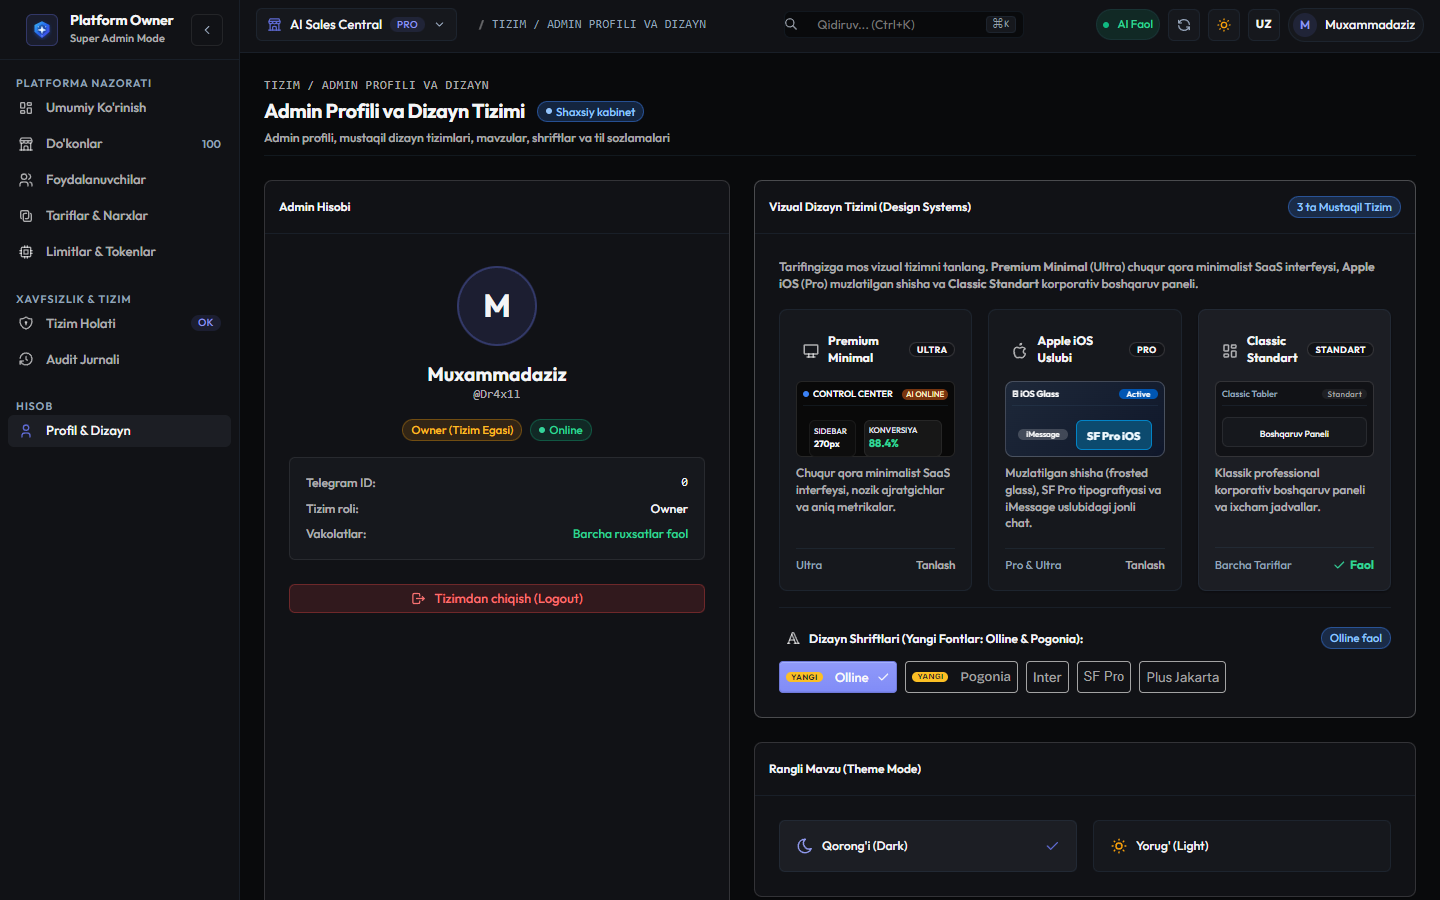 Platform Owner
Super Admin Mode
AI Sales Central PRO
/ TIZIM / ADMIN PROFILI VA DIZAYN
Qidiruv... (Ctrl+K)
⌘K
AI Faol
UZ
M
Muxammadaziz
PLATFORMA NAZORATI
Umumiy Ko'rinish
Do'konlar 100
Foydalanuvchilar
Tariflar & Narxlar
Limitlar & Tokenlar
XAVFSIZLIK & TIZIM
Tizim Holati OK
Audit Jurnali
HISOB
Profil & Dizayn
TIZIM / ADMIN PROFILI VA DIZAYN
Admin Profili va Dizayn Tizimi
Shaxsiy kabinet
Admin profili, mustaqil dizayn tizimlari, mavzular, shriftlar va til sozlamalari
Admin Hisobi
M
Muxammadaziz
@Dr4x1l
Owner (Tizim Egasi)
Online
Telegram ID: 0
Tizim roli: Owner
Vakolatlar: Barcha ruxsatlar faol
Tizimdan chiqish (Logout)
Vizual Dizayn Tizimi (Design Systems)
3 ta Mustaqil Tizim
Tarifingizga mos vizual tizimni tanlang. Premium Minimal (Ultra) chuqur qora minimalist SaaS interfeysi, Apple
iOS (Pro) muzlatilgan shisha va Classic Standart korporativ boshqaruv paneli.
Premium
Minimal
ULTRA
CONTROL CENTER
AI ONLINE
SIDEBAR
270px
KONVERSIYA
88.4%
Chuqur qora minimalist SaaS
interfeysi, nozik ajratgichlar
va aniq metrikalar.
Ultra Tanlash
Apple iOS
Uslubi
PRO
iOS Glass
Active
iMessage
SF Pro iOS
Muzlatilgan shisha (frosted
glass), SF Pro tipografiyasi va
iMessage uslubidagi jonli
chat.
Pro & Ultra Tanlash
Classic
Standart
STANDART
Classic Tabler
Standart
Boshqaruv Paneli
Klassik professional
korporativ boshqaruv paneli
va ixcham jadvallar.
Barcha Tariflar Faol
Dizayn Shriftlari (Yangi Fontlar: Olline & Pogonia):
Olline faol
YANGI Olline
YANGI Pogonia
Inter
SF Pro
Plus Jakarta
Rangli Mavzu (Theme Mode)
Qorong'i (Dark)
Yorug' (Light)